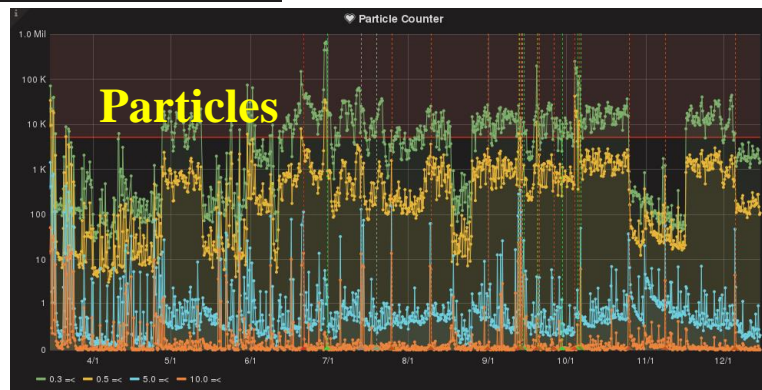 Particle Counter
1.0 Mil
100 K
10 K
1 K
100
10
1
0
Particles
4/1 5/1 6/1 7/1 8/1 9/1 10/1 11/1 12/1
0.3 =< 0.5 =< 5.0 =< 10.0 =<